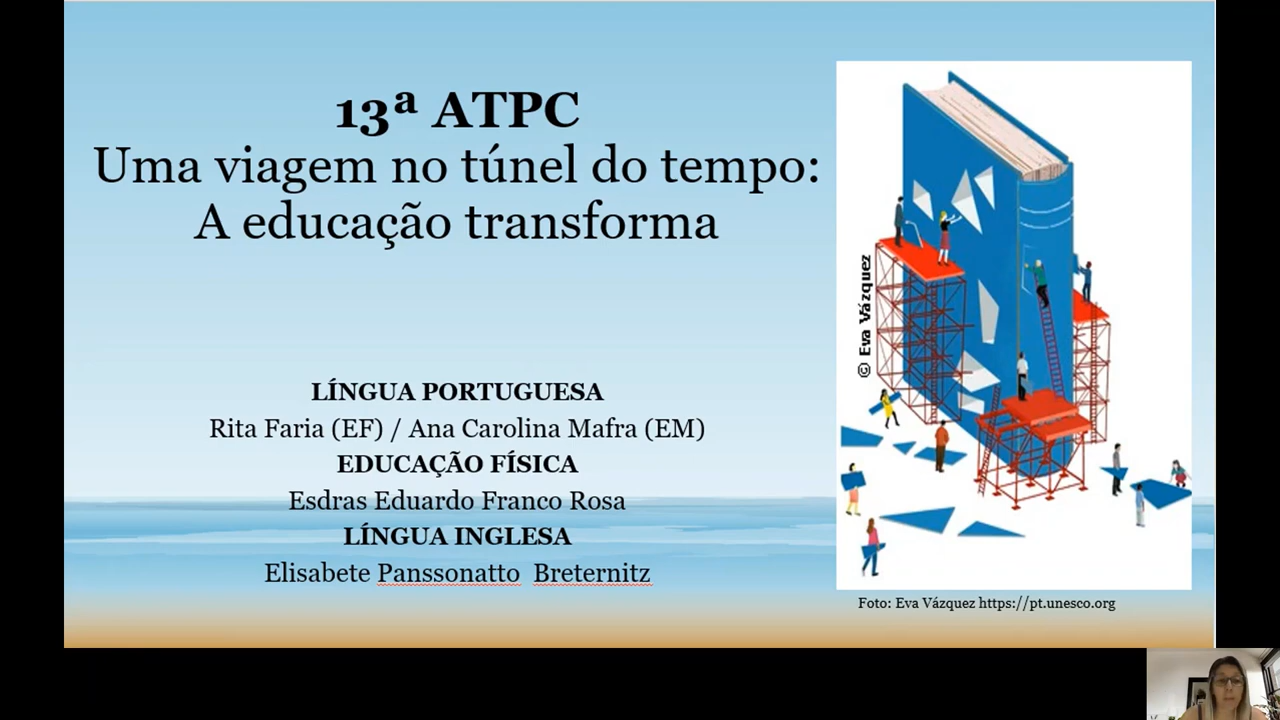 13ª ATPC
Uma viagem no túnel do tempo:
A educação transforma
LÍNGUA PORTUGUESA
Rita Faria (EF) / Ana Carolina Mafra (EM)
EDUCAÇÃO FÍSICA
Esdras Eduardo Franco Rosa
LÍNGUA INGLESA
Elisabete Panssonatto Breternitz
© Eva Vázquez
Foto: Eva Vázquez https://pt.unesco.org